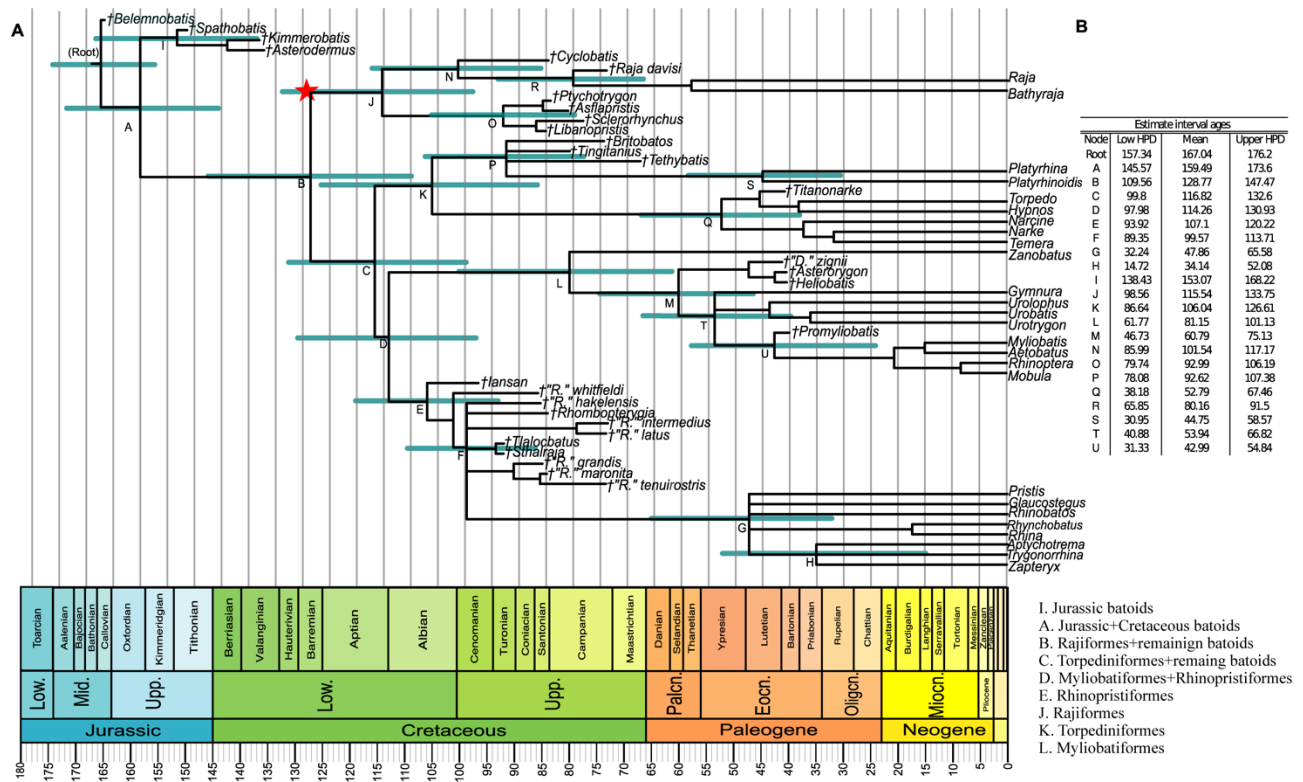 A
B
†Belemnobatis
†Spathobatis
†Kimmerobatis
†Asterodermus
(Root)
I
A
†Cyclobatis
†Raja davisi
N
R
J
Raja
Bathyraja
†Ptychotrygon
†Asflapristis
†Sclerorhynchus
†Libanopristis
O
†Britobatos
†Tingitanius
†Tethybatis
P
B
K
Platyrhina
Platyrhinoidis
S
†Titanonarke
Torpedo
Hypnos
Narcine
Narke
Temera
Q
Zanobatus
C
L
†"D." zignii
†Asterorygon
†Heliobatis
M
Gymnura
Urolophus
Urobatis
Urotrygon
T
†Promyliobatis
U
Myliobatis
Aetobatus
Rhinoptera
Mobula
D
†Iansan
†"R." whitfieldi
†"R." hakelensis
†Rhombopterygia
†"R." intermedius
†"R." latus
†Tlalocbatus
†Sthalraja
†"R." grandis
†"R." maronita
†"R." tenuirostris
E
F
Pristis
Glaucostegus
Rhinobatos
Rhynchobatus
Rhina
Aptychotrema
Trygonorrhina
Zapteryx
G
H
Estimate interval ages
Node Low HPD Mean Upper HPD
Root 157.34 167.04 176.2
A 145.57 159.49 173.6
B 109.56 128.77 147.47
C 99.8 116.82 132.6
D 97.98 114.26 130.93
E 93.92 107.1 120.22
F 89.35 99.57 113.71
G 32.24 47.86 65.58
H 14.72 34.14 52.08
I 138.43 153.07 168.22
J 98.56 115.54 133.75
K 86.64 106.04 126.61
L 61.77 81.15 101.13
M 46.73 60.79 75.13
N 85.99 101.54 117.17
O 79.74 92.99 106.19
P 78.08 92.62 107.38
Q 38.18 52.79 67.46
R 65.85 80.16 91.5
S 30.95 44.75 58.57
T 40.88 53.94 66.82
U 31.33 42.99 54.84
Toarcian Aalenian Bajocian Bathonian Callovian Oxfordian Kimmeridgian Tithonian Berriasian Valanginian Hauterivian Barremian Aptian Albian Cenomanian Turonian Coniacian Santonian Campanian Maastrichtian Danian Selandian Thanetian Ypresian Lutetian Bartonian Priabonian Rupelian Chattian Aquitanian Burdigalian Langhian Serravallian Tortonian Messinian Zanclean
Low. Mid. Upp. Low. Upp. Palcn. Eocn. Oligcn. Miocn. Pliocene
Jurassic Cretaceous Paleogene Neogene
180 175 170 165 160 155 150 145 140 135 130 125 120 115 110 105 100 95 90 85 80 75 70 65 60 55 50 45 40 35 30 25 20 15 10 5 0
I. Jurassic batoids
A. Jurassic+Cretaceous batoids
B. Rajiformes+remainign batoids
C. Torpediniformes+remaing batoids
D. Myliobatiformes+Rhinopristiformes
E. Rhinopristiformes
J. Rajiformes
K. Torpediniformes
L. Myliobatiformes